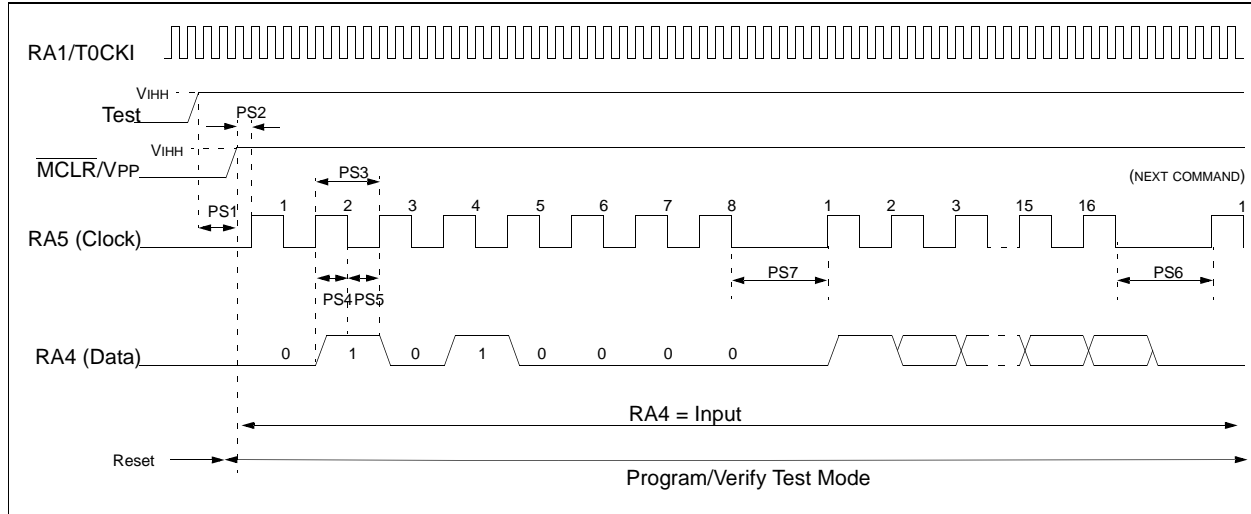 RA1/T0CKI
VIHH
Test
PS2
VIHH
MCLR/VPP
PS3
(NEXT COMMAND)
PS1
1 2 3 4 5 6 7 8 1 2 3 15 16 1
RA5 (Clock)
PS4 PS5
PS7
PS6
RA4 (Data)
0 1 0 1 0 0 0 0
RA4 = Input
Reset
Program/Verify Test Mode